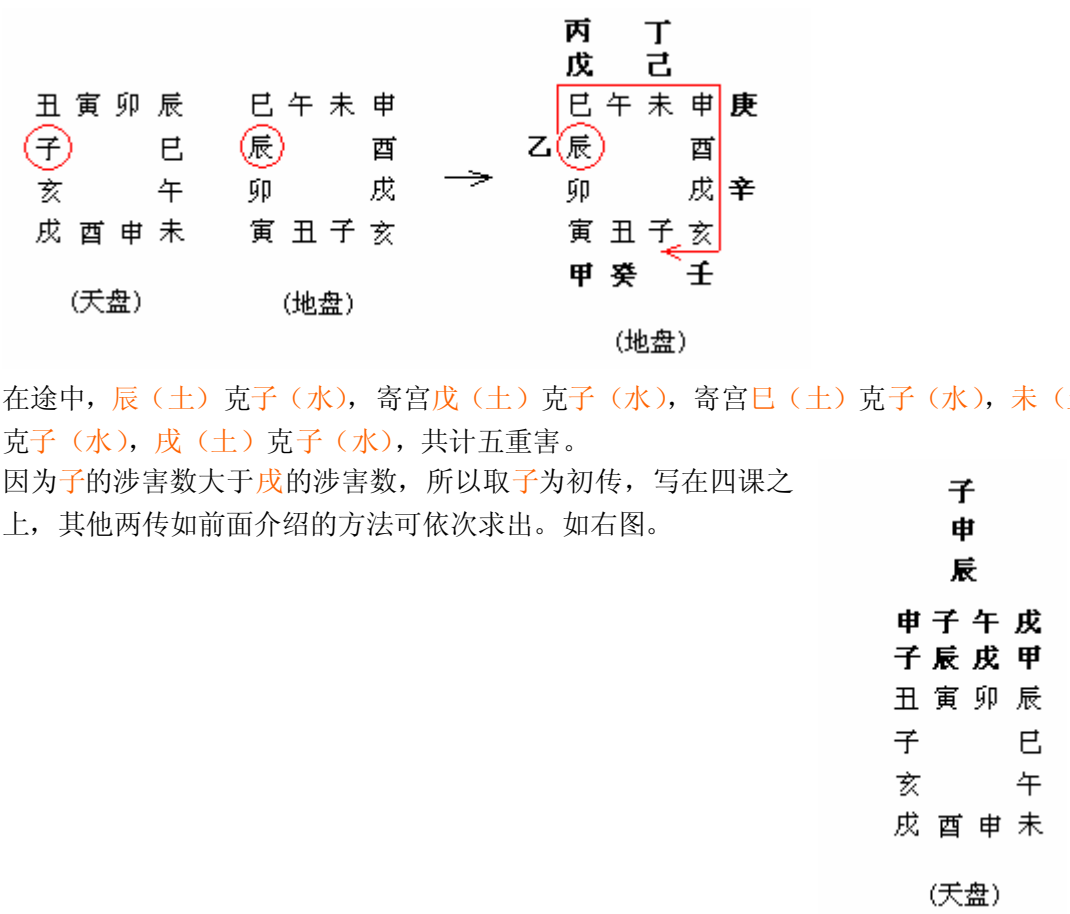 丙 丁
戊 己
丑 寅 卯 辰 巳 午 未 申 巳 午 未 申 庚
子 巳 辰 酉 乙 辰 酉
亥 午 卯 戌 卯 戌 辛
戌 酉 申 未 寅 丑 子 亥 寅 丑 子 亥
甲 癸 壬
(天盘) (地盘)
(地盘)
在途中，辰（土）克子（水），寄宫戊（土）克子（水），寄宫巳（土）克子（水），未（
克子（水），戌（土）克子（水），共计五重害。
因为子的涉害数大于戌的涉害数，所以取子为初传，写在四课之
上，其他两传如前面介绍的方法可依次求出。如右图。
子
申
辰
申 子 午 戌
子 辰 戌 甲
丑 寅 卯 辰
子 巳
亥 午
戌 酉 申 未
(天盘)